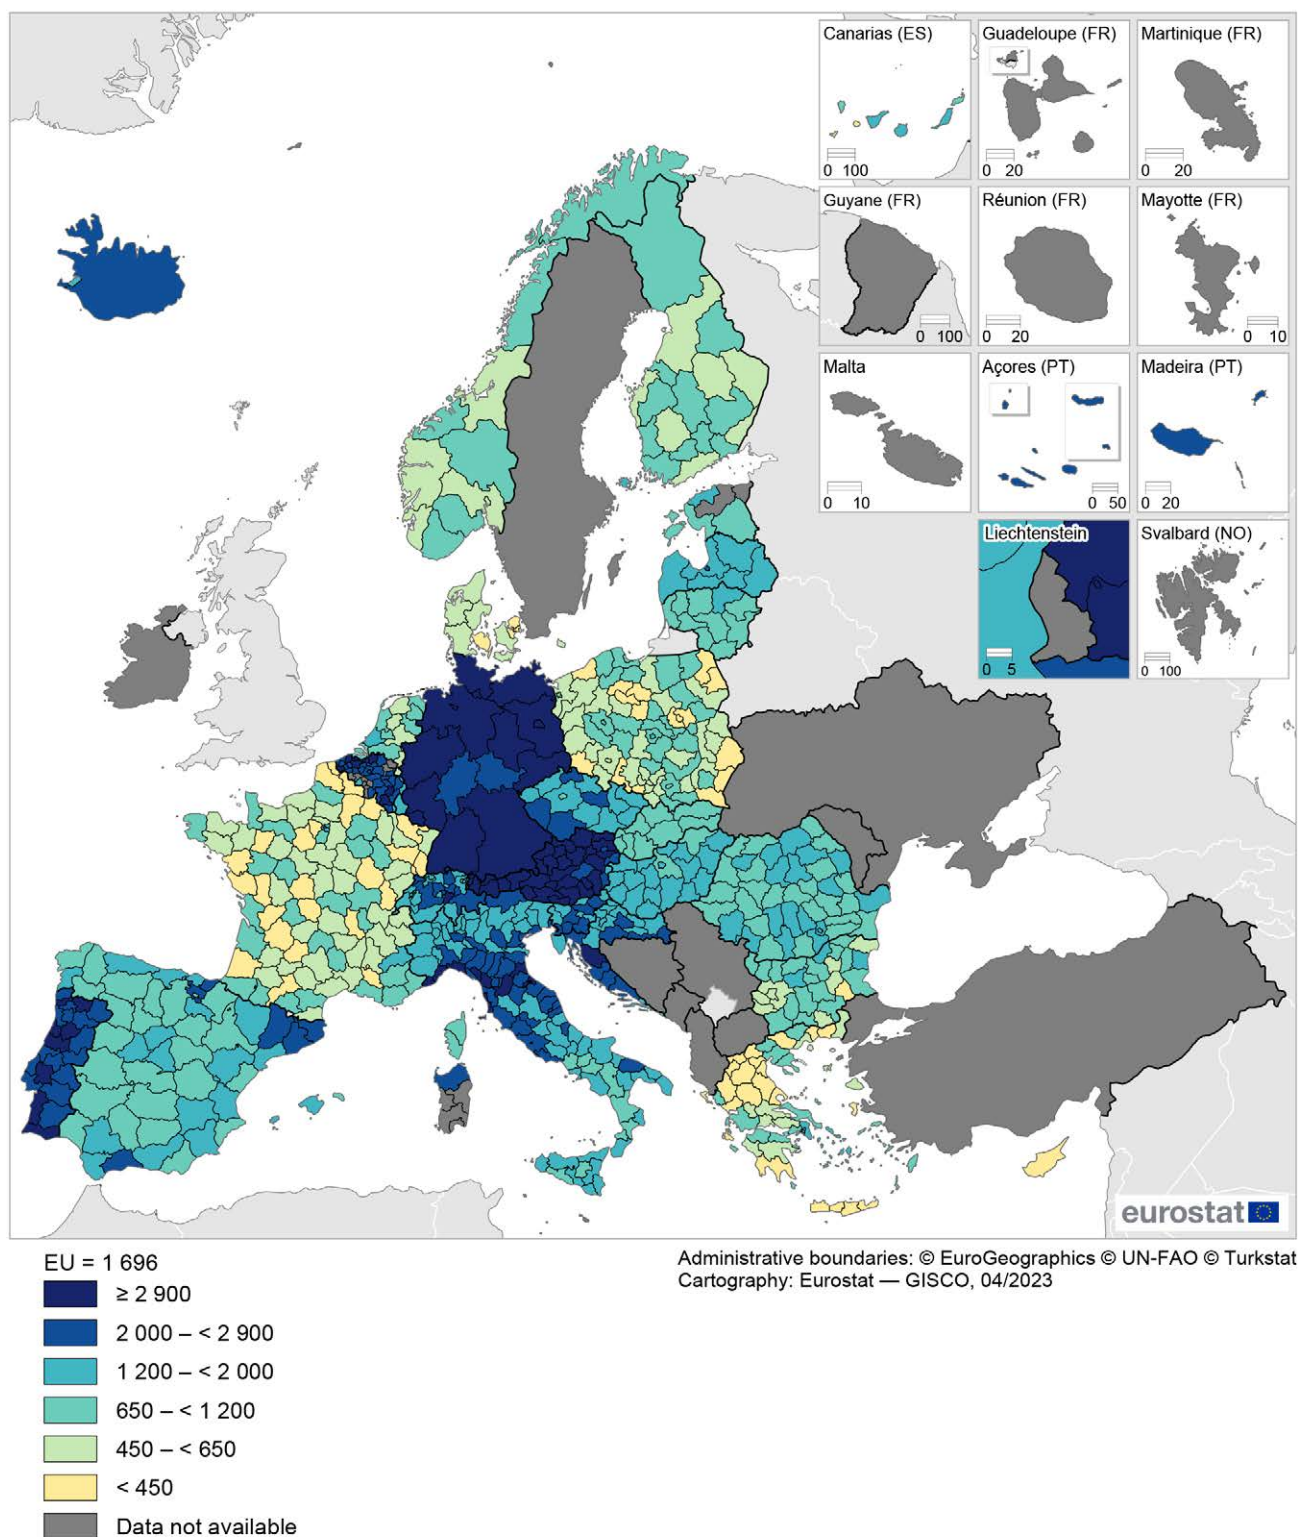 Canarias (ES)
0 100
Guadeloupe (FR)
0 20
Martinique (FR)
0 20
Guyane (FR)
0 100
Réunion (FR)
0 20
Mayotte (FR)
0 10
Malta
0 10
Açores (PT)
0 50
Madeira (PT)
0 20
Liechtenstein
0 5
Svalbard (NO)
0 100
eurostat
EU = 1 696
≥ 2 900
2 000 – < 2 900
1 200 – < 2 000
650 – < 1 200
450 – < 650
< 450
Data not available
Administrative boundaries: © EuroGeographics © UN-FAO © Turkstat
Cartography: Eurostat — GISCO, 04/2023